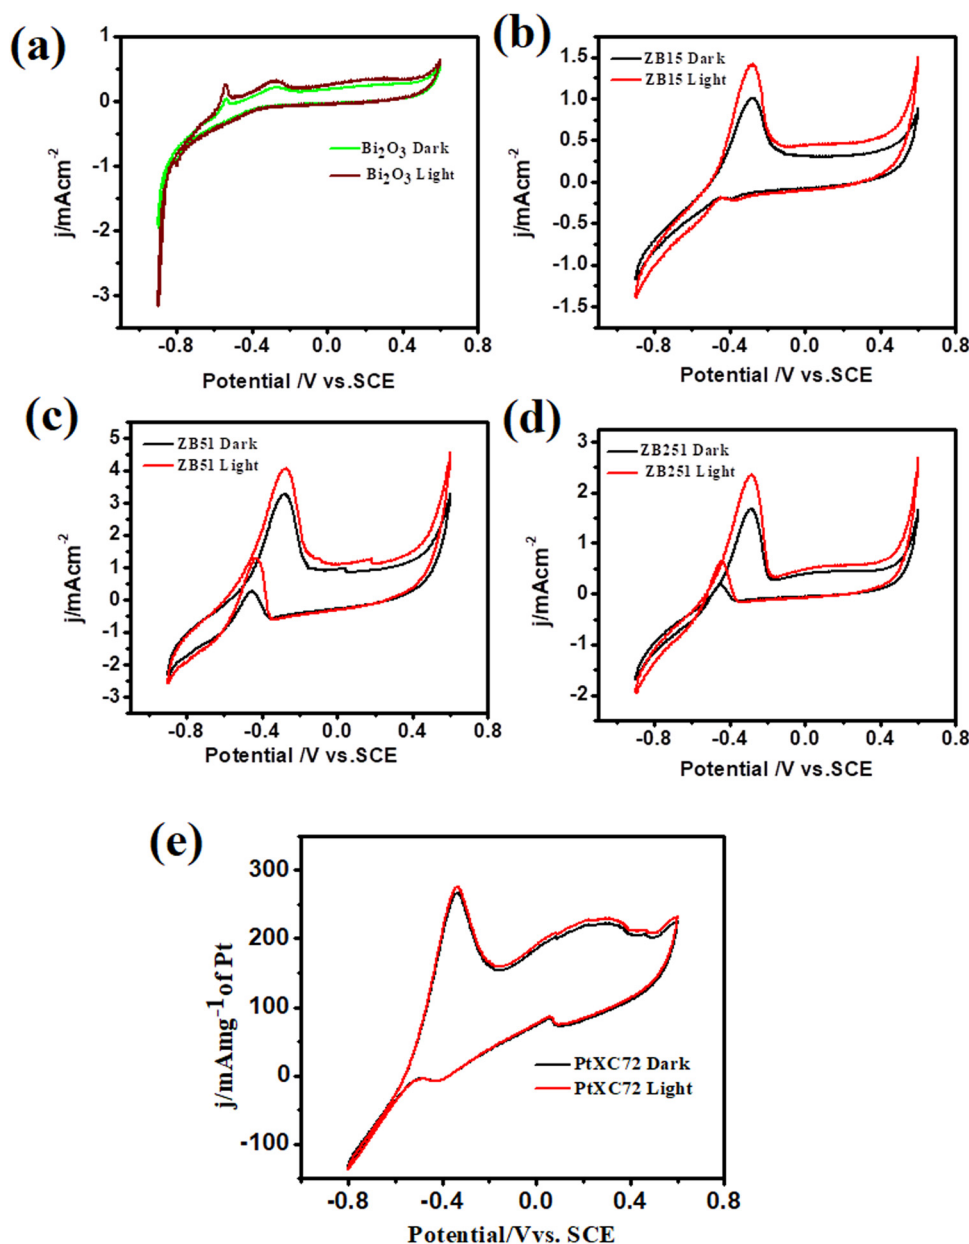 (a)
j/mAcm-2
1
0
-1
-2
-3
Bi2O3 Dark
Bi2O3 Light
-0.8 -0.4 0.0 0.4 0.8
Potential /V vs.SCE
(b)
j/mAcm-2
1.5
1.0
0.5
0.0
-0.5
-1.0
-1.5
ZB15 Dark
ZB15 Light
-0.8 -0.4 0.0 0.4 0.8
Potential /V vs.SCE
(c)
j/mAcm-2
5
4
3
2
1
0
-1
-2
-3
ZB51 Dark
ZB51 Light
-0.8 -0.4 0.0 0.4 0.8
Potential /V vs.SCE
(d)
j/mAcm-2
3
2
1
0
-1
-2
ZB251 Dark
ZB251 Light
-0.8 -0.4 0.0 0.4 0.8
Potential /V vs.SCE
(e)
j/mAmg-1 of Pt
300
200
100
0
-100
PtXC72 Dark
PtXC72 Light
-0.8 -0.4 0.0 0.4 0.8
Potential/Vvs. SCE